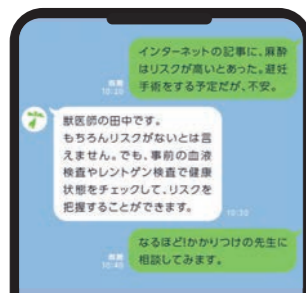 インターネットの記事に、麻酔
はリスクが高いとあった。避妊
手術をする予定だが、不安。
既読
10:20
獣医師の田中です。
もちろんリスクがないとは言
えません。でも、事前の血液
検査やレントゲン検査で健康
状態をチェックして、リスクを
把握することができます。
10:30
なるほど!かかりつけの先生に
相談してみます。
既読
10:40